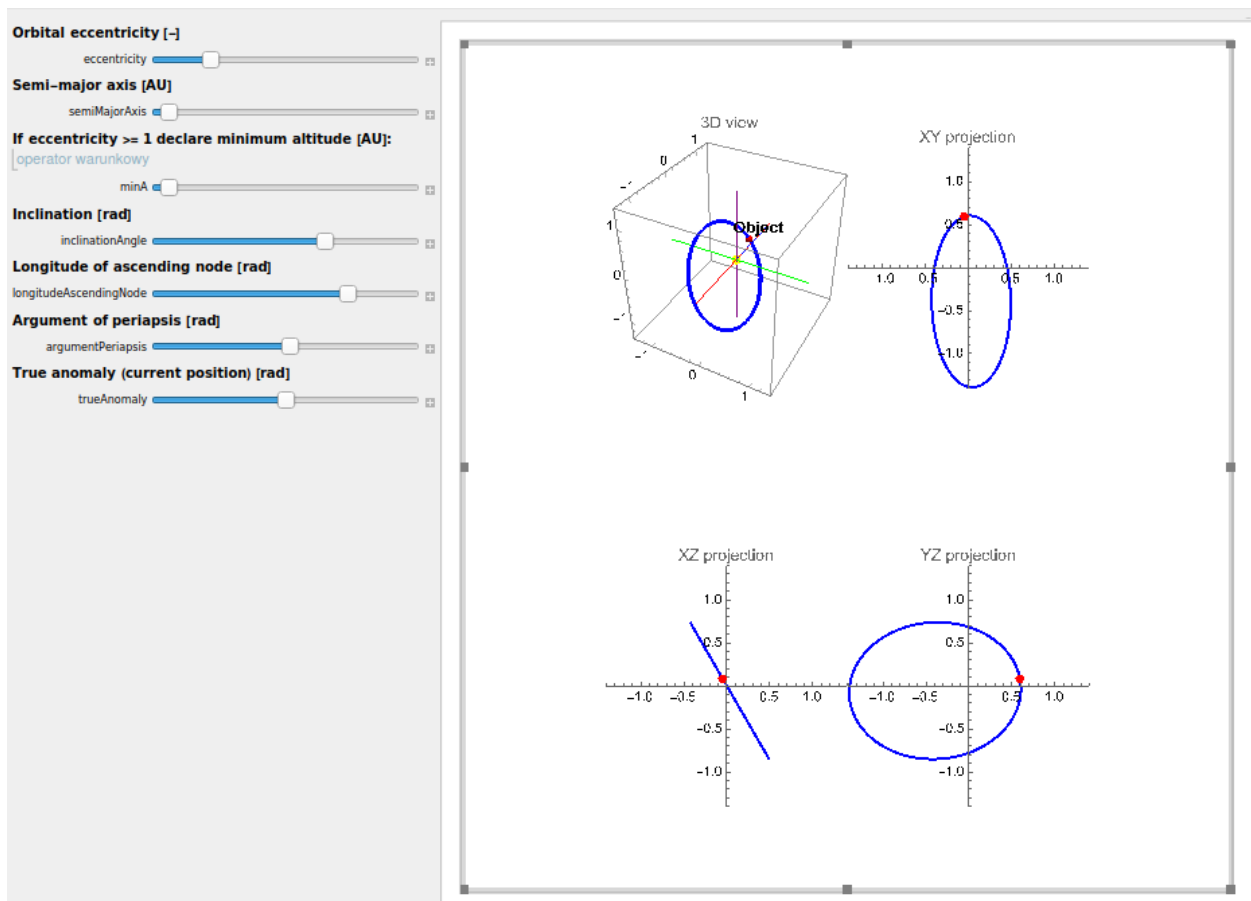 Orbital eccentricity [–]
eccentricity
Semi–major axis [AU]
semiMajorAxis
If eccentricity >= 1 declare minimum altitude [AU]:
operator warunkowy
minA
Inclination [rad]
inclinationAngle
Longitude of ascending node [rad]
longitudeAscendingNode
Argument of periapsis [rad]
argumentPeriapsis
True anomaly (current position) [rad]
trueAnomaly
3D view
1
0
-1
1
0
-1
-1
0
1
Object
XY projection
1.0
0.5
1.0 0.5 0.5 1.0
-0.5
-1.0
XZ projection
1.0
0.5
-1.0 -0.5 0.5 1.0
-0.5
-1.0
YZ projection
1.0
0.5
-1.0 -0.5 0.5 1.0
-0.5
-1.0